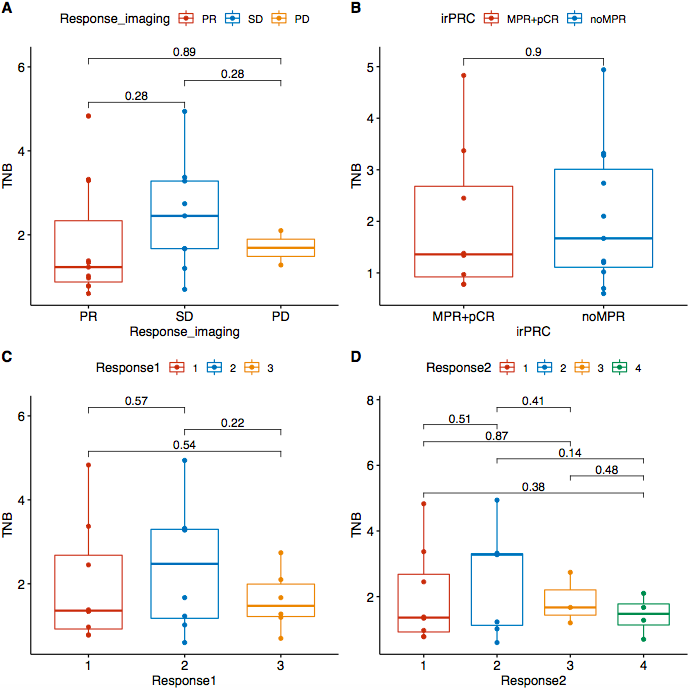 A
Response_imaging PR SD PD
0.89
0.28
0.28
6
4
2
TNB
PR SD PD
Response_imaging
B
irPRC MPR+pCR noMPR
0.9
5
4
3
2
1
TNB
MPR+pCR noMPR
irPRC
C
Response1 1 2 3
0.57
0.22
0.54
6
4
2
TNB
1 2 3
Response1
D
Response2 1 2 3 4
0.41
0.51
0.87
0.14
0.48
0.38
8
6
4
2
TNB
1 2 3 4
Response2